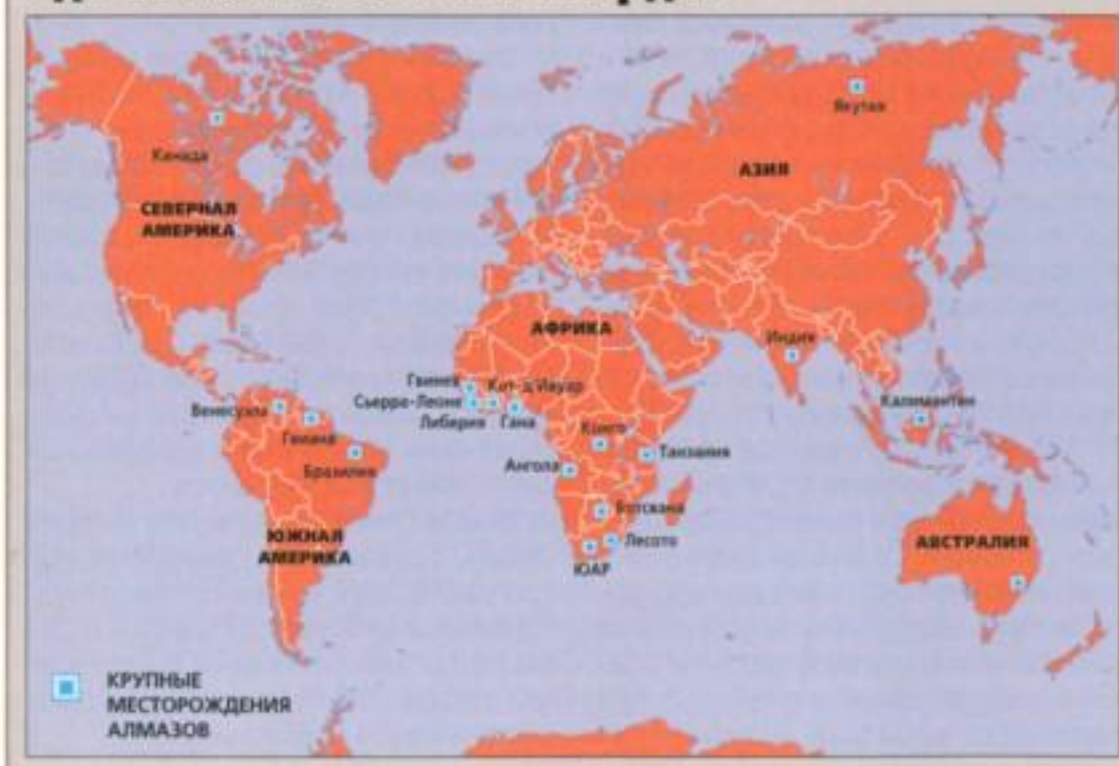 Якутия
Канада
АЗИЯ
СЕВЕРНАЯ
АМЕРИКА
АФРИКА
Индия
Гвинея Кот-д'Ивуар
Сьерра-Леоне
Либерия Гана
Венесуэла
Гвиана
Бразилия
Калимантан
Конго
Танзания
Ангола
Ботсвана
Лесото
ЮАР
ЮЖНАЯ
АМЕРИКА
АВСТРАЛИЯ
КРУПНЫЕ
МЕСТОРОЖДЕНИЯ
АЛМАЗОВ